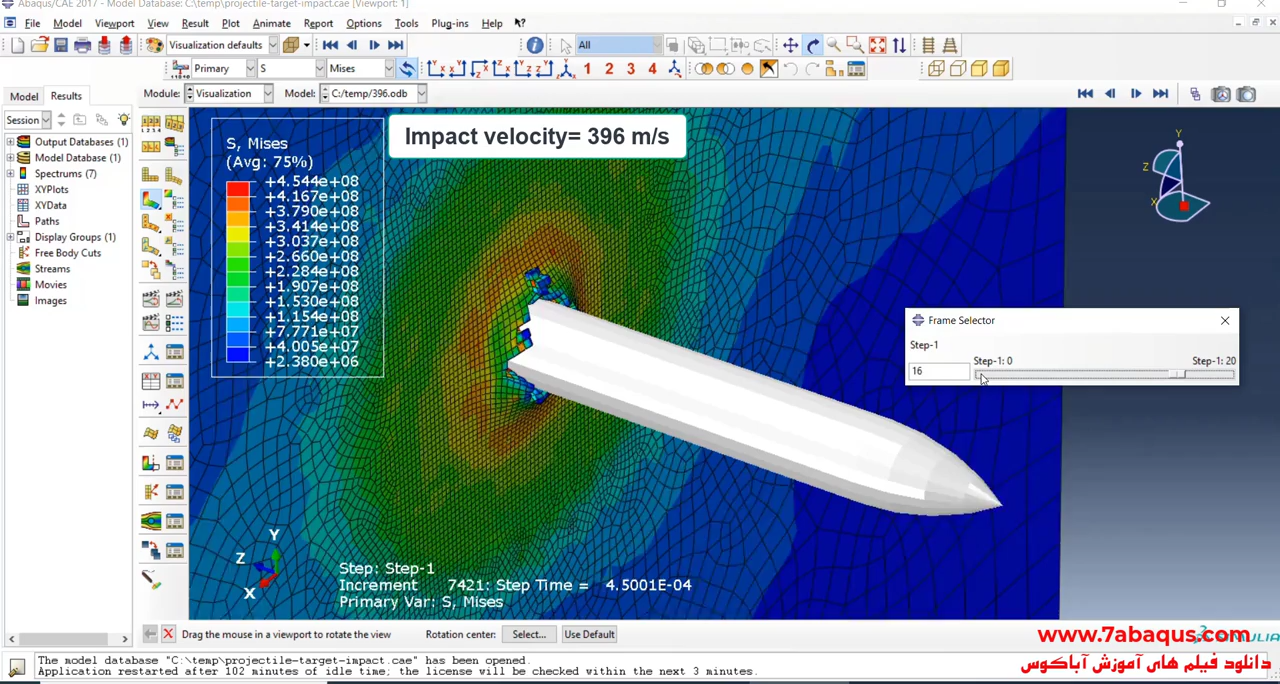 Abaqus/CAE 2017 - Model Database: C:\temp\projectile-target-impact.cae [Viewport: 1]
File Model Viewport View Result Plot Animate Report Options Tools Plug-ins Help
Visualization defaults All
Primary S Mises 1 2 3 4
Model Results Module: Visualization Model: C:/temp/396.odb
Session
Output Databases (1)
Model Database (1)
Spectrums (7)
XYPlots
XYData
Paths
Display Groups (1)
Free Body Cuts
Streams
Movies
Images
Impact velocity= 396 m/s
S, Mises
(Avg: 75%)
+4.544e+08
+4.167e+08
+3.790e+08
+3.414e+08
+3.037e+08
+2.660e+08
+2.284e+08
+1.907e+08
+1.530e+08
+1.154e+08
+7.771e+07
+4.005e+07
+2.380e+06
Y
Z
X
Frame Selector
Step-1
Step-1: 0 Step-1: 20
16
Y
Z
X
Step: Step-1
Increment 7421: Step Time = 4.5001E-04
Primary Var: S, Mises
Drag the mouse in a viewport to rotate the view Rotation center: Select... Use Default
www.7abaqus.com
دانلود فیلم های آموزش آباکوس
The model database "C:\temp\projectile-target-impact.cae" has been opened.
Application restarted after 102 minutes of idle time; the license will be checked within the next 3 minutes.